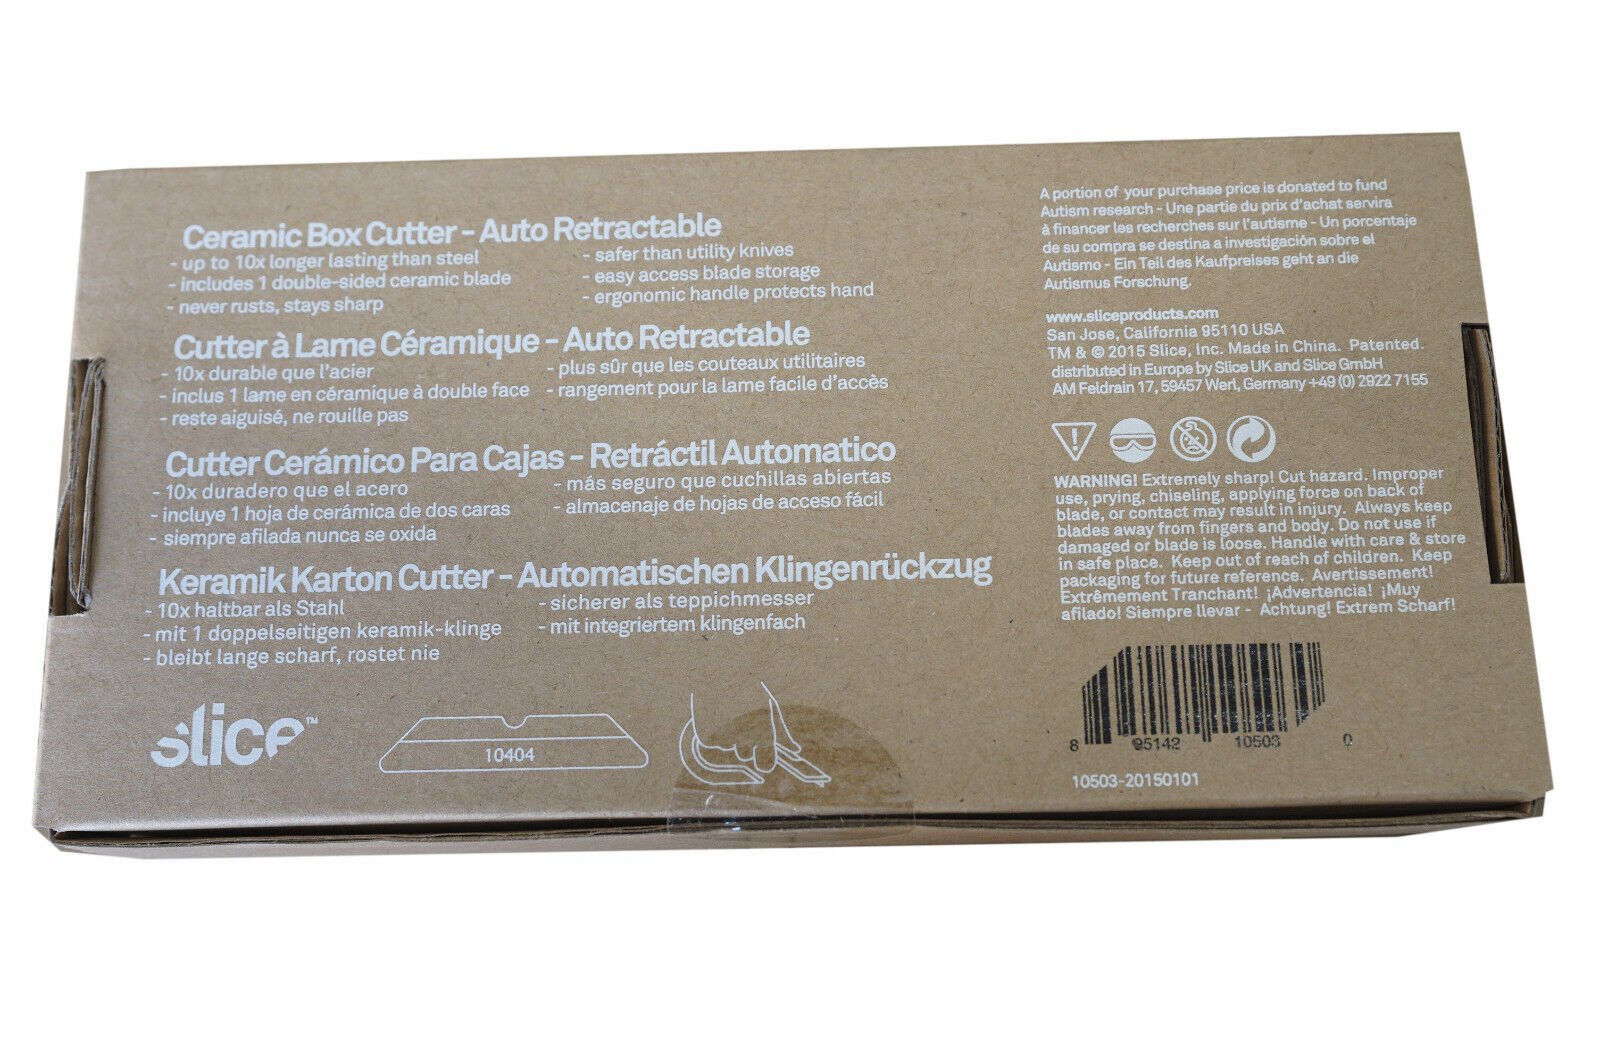 Ceramic Box Cutter - Auto Retractable
- up to 10x longer lasting than steel
- includes 1 double-sided ceramic blade
- never rusts, stays sharp
- safer than utility knives
- easy access blade storage
- ergonomic handle protects hand
Cutter à Lame Céramique - Auto Retractable
- 10x durable que l'acier
- inclus 1 lame en céramique à double face
- reste aiguisé, ne rouille pas
- plus sûr que les couteaux utilitaires
- rangement pour la lame facile d'accès
Cutter Cerámico Para Cajas - Retráctil Automatico
- 10x duradero que el acero
- incluye 1 hoja de cerámica de dos caras
- siempre afilada nunca se oxida
- más seguro que cuchillas abiertas
- almacenaje de hojas de acceso fácil
Keramik Karton Cutter - Automatischen Klingenrückzug
- 10x haltbar als Stahl
- mit 1 doppelseitigen keramik-klinge
- bleibt lange scharf, rostet nie
- sicherer als teppichmesser
- mit integriertem klingenfach
slice™
10404
A portion of your purchase price is donated to fund
Autism research - Une partie du prix d'achat servira
à financer les recherches sur l'autisme - Un porcentaje
de su compra se destina a investigación sobre el
Autismo - Ein Teil des Kaufpreises geht an die
Autismus Forschung.
www.sliceproducts.com
San Jose, California 95110 USA
TM & © 2015 Slice, Inc. Made in China. Patented.
distributed in Europe by Slice UK and Slice GmbH
AM Feldrain 17, 59457 Werl, Germany +49 (0) 2922 7155
WARNING! Extremely sharp! Cut hazard. Improper
use, prying, chiseling, applying force on back of
blade, or contact may result in injury. Always keep
blades away from fingers and body. Do not use if
damaged or blade is loose. Handle with care & store
in safe place. Keep out of reach of children. Keep
packaging for future reference. Avertissement!
Extrêmement Tranchant! ¡Advertencia! ¡Muy
afilado! Siempre llevar - Achtung! Extrem Scharf!
8 95142 10503 0
10503-20150101